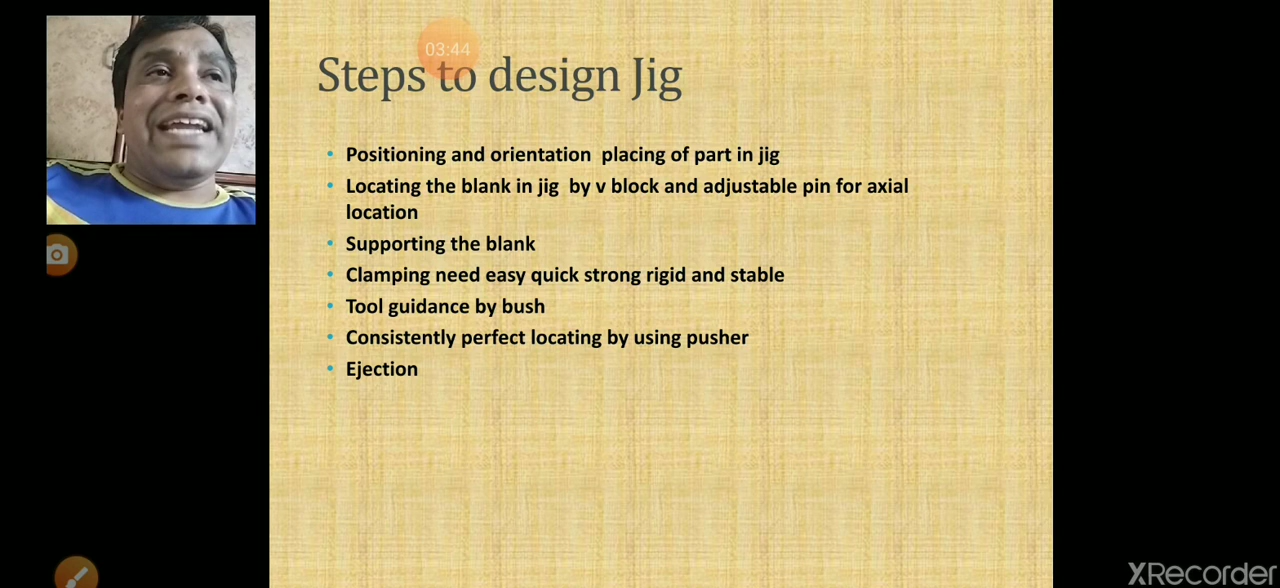 03:44
Steps to design Jig
Positioning and orientation placing of part in jig
Locating the blank in jig by v block and adjustable pin for axial
location
Supporting the blank
Clamping need easy quick strong rigid and stable
Tool guidance by bush
Consistently perfect locating by using pusher
Ejection
XRecorder